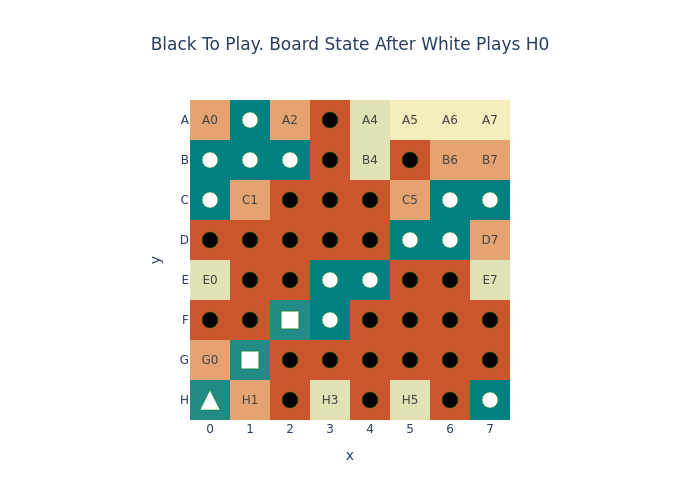 Black To Play. Board State After White Plays H0
A A0 A2 A4 A5 A6 A7
B B4 B6 B7
C C1 C5
D D7
y
E E0 E7
F
G G0
H H1 H3 H5
0 1 2 3 4 5 6 7
x